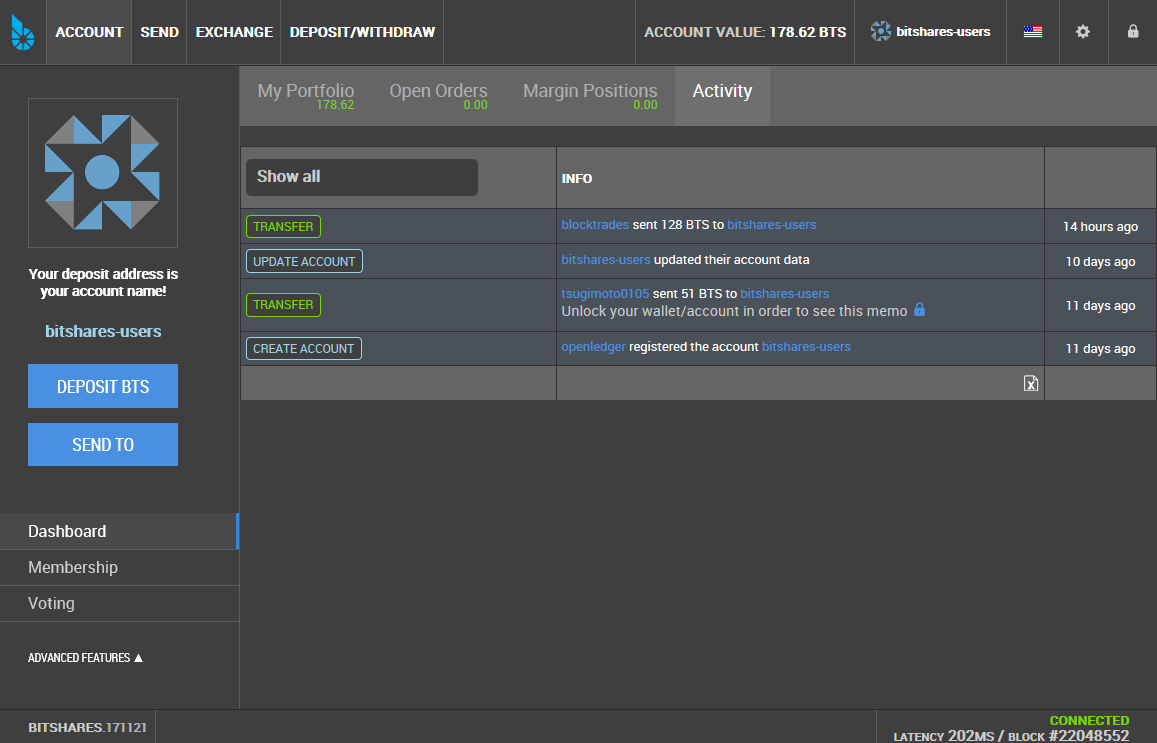 ACCOUNT SEND EXCHANGE DEPOSIT/WITHDRAW ACCOUNT VALUE: 178.62 BTS bitshares-users
My Portfolio Open Orders Margin Positions Activity
178.62 0.00 0.00
Show all INFO
TRANSFER blocktrades sent 128 BTS to bitshares-users 14 hours ago
UPDATE ACCOUNT bitshares-users updated their account data 10 days ago
TRANSFER tsugimoto0105 sent 51 BTS to bitshares-users 11 days ago
Unlock your wallet/account in order to see this memo
CREATE ACCOUNT openledger registered the account bitshares-users 11 days ago
Your deposit address is
your account name!
bitshares-users
DEPOSIT BTS
SEND TO
Dashboard
Membership
Voting
ADVANCED FEATURES ▲
BITSHARES.171121
CONNECTED
LATENCY 202MS / BLOCK #22048552